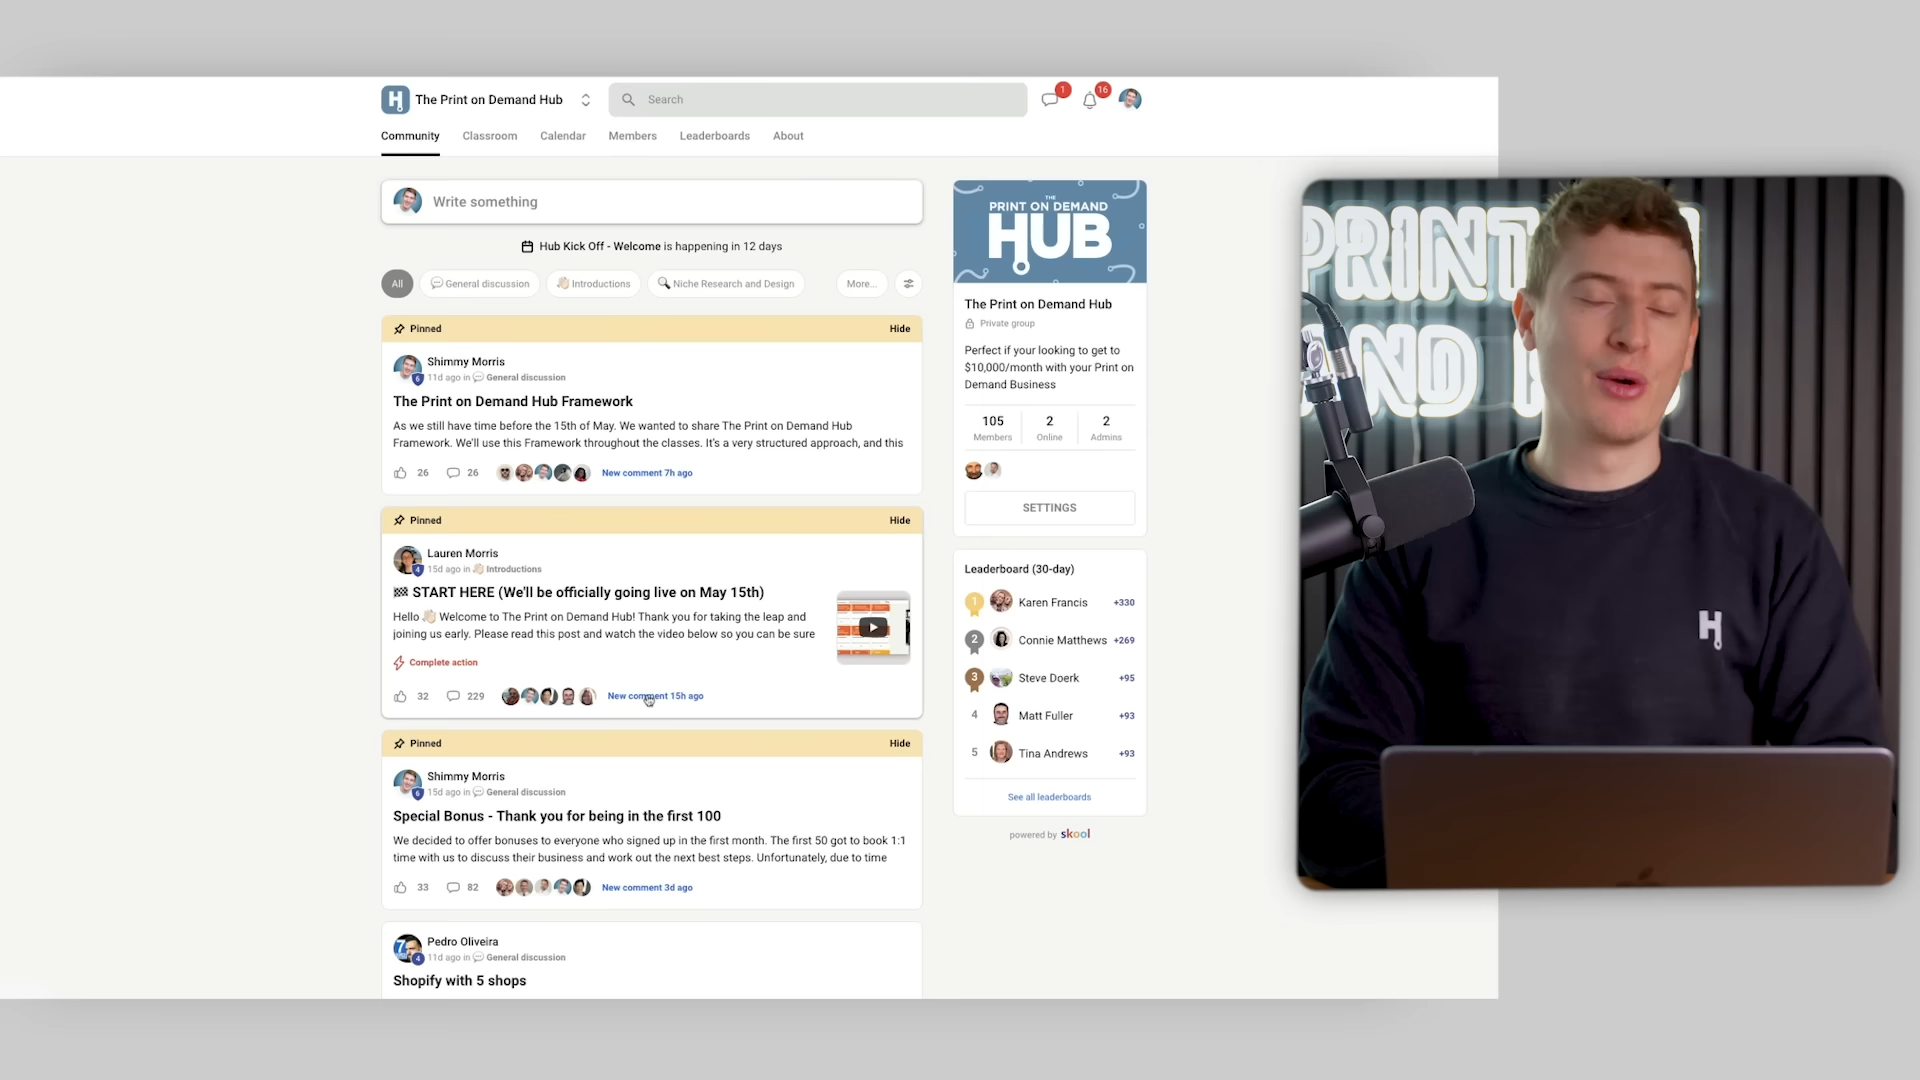 The Print on Demand Hub
Search
1
16
Community
Classroom
Calendar
Members
Leaderboards
About
Write something
Hub Kick Off - Welcome is happening in 12 days
All
General discussion
Introductions
Niche Research and Design
More...
Pinned
Hide
Shimmy Morris
6
11d ago in General discussion
The Print on Demand Hub Framework
As we still have time before the 15th of May. We wanted to share The Print on Demand Hub
Framework. We'll use this Framework throughout the classes. It's a very structured approach, and this
26
26
New comment 7h ago
Pinned
Hide
Lauren Morris
4
15d ago in Introductions
START HERE (We'll be officially going live on May 15th)
Hello Welcome to The Print on Demand Hub! Thank you for taking the leap and
joining us early. Please read this post and watch the video below so you can be sure
Complete action
32
229
New comment 15h ago
Pinned
Hide
Shimmy Morris
6
15d ago in General discussion
Special Bonus - Thank you for being in the first 100
We decided to offer bonuses to everyone who signed up in the first month. The first 50 got to book 1:1
time with us to discuss their business and work out the next best steps. Unfortunately, due to time
33
82
New comment 3d ago
7
Pedro Oliveira
4
11d ago in General discussion
Shopify with 5 shops
THE
PRINT ON DEMAND
HUB
The Print on Demand Hub
Private group
Perfect if your looking to get to
$10,000/month with your Print on
Demand Business
105
Members
2
Online
2
Admins
SETTINGS
Leaderboard (30-day)
1
Karen Francis
+330
2
Connie Matthews
+269
3
Steve Doerk
+95
4
Matt Fuller
+93
5
Tina Andrews
+93
See all leaderboards
powered by skool
PRINT
AND
H